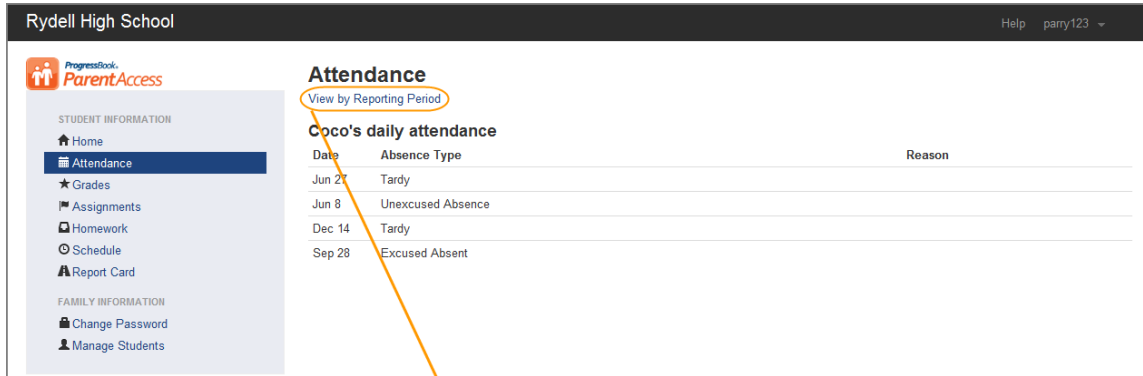 Rydell High School
Help parry123
ProgressBook.
ParentAccess
STUDENT INFORMATION
Home
Attendance
Grades
Assignments
Homework
Schedule
Report Card
FAMILY INFORMATION
Change Password
Manage Students
Attendance
View by Reporting Period
Coco's daily attendance
Date Absence Type Reason
Jun 27 Tardy
Jun 8 Unexcused Absence
Dec 14 Tardy
Sep 28 Excused Absent